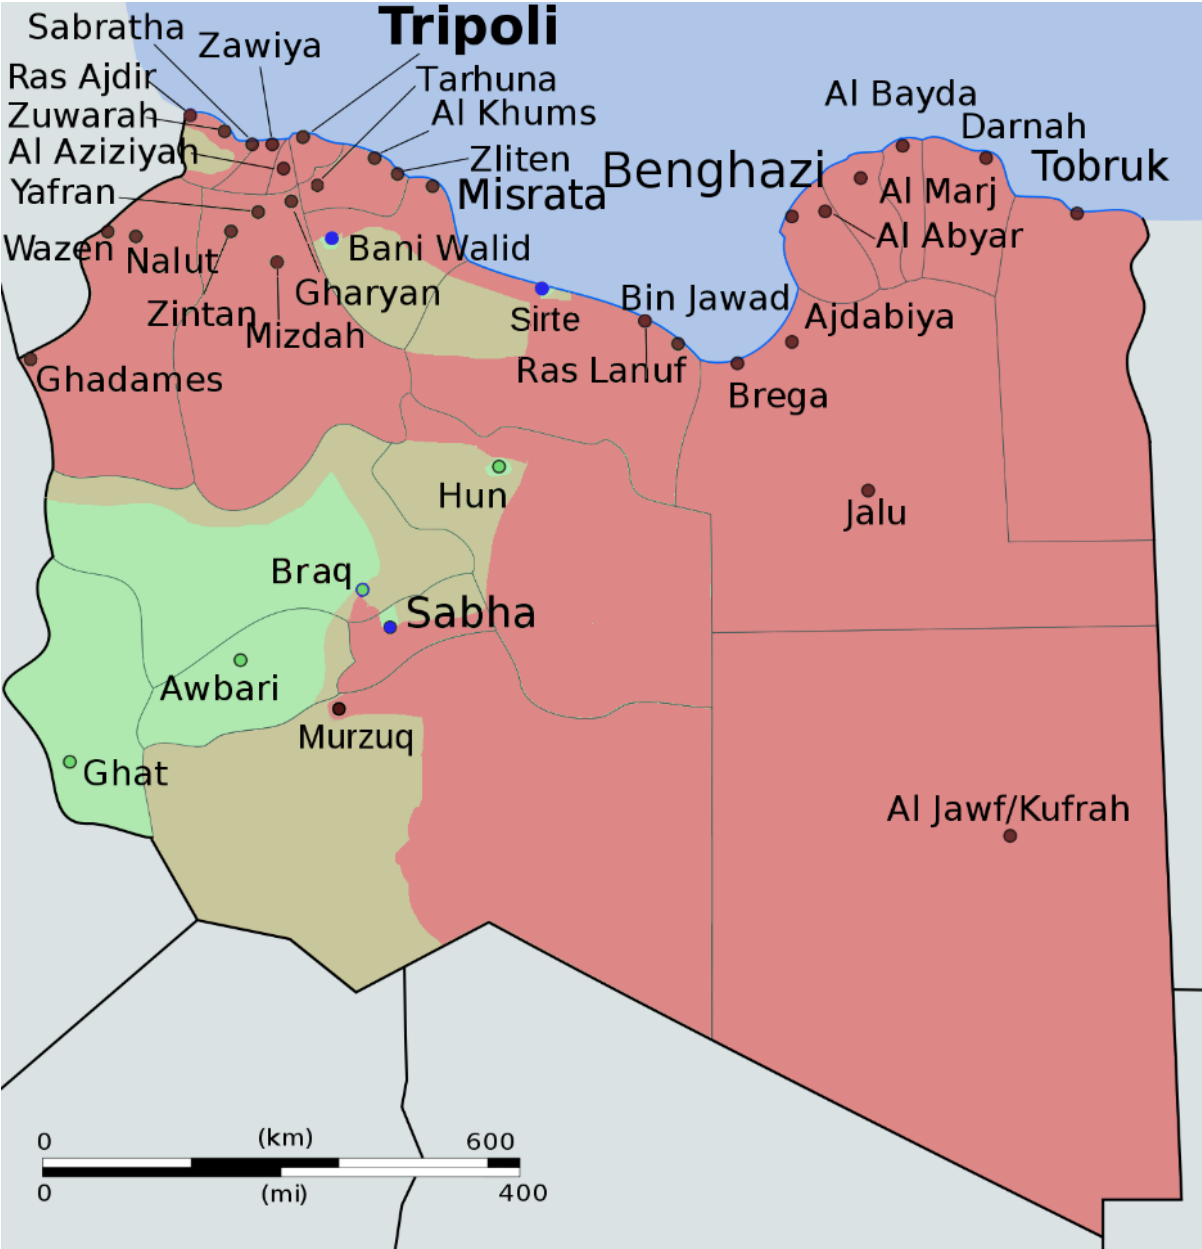 Sabratha
Zawiya
Tripoli
Ras Ajdir
Tarhuna
Al Bayda
Zuwarah
Al Khums
Darnah
Al Aziziyah
Zliten
Benghazi
Tobruk
Yafran
Misrata
Al Marj
Wazen
Nalut
Bani Walid
Al Abyar
Zintan
Gharyan
Bin Jawad
Mizdah
Sirte
Ajdabiya
Ghadames
Ras Lanuf
Brega
Hun
Jalu
Braq
Sabha
Awbari
Murzuq
Ghat
Al Jawf/Kufrah
0 (km) 600
0 (mi) 400